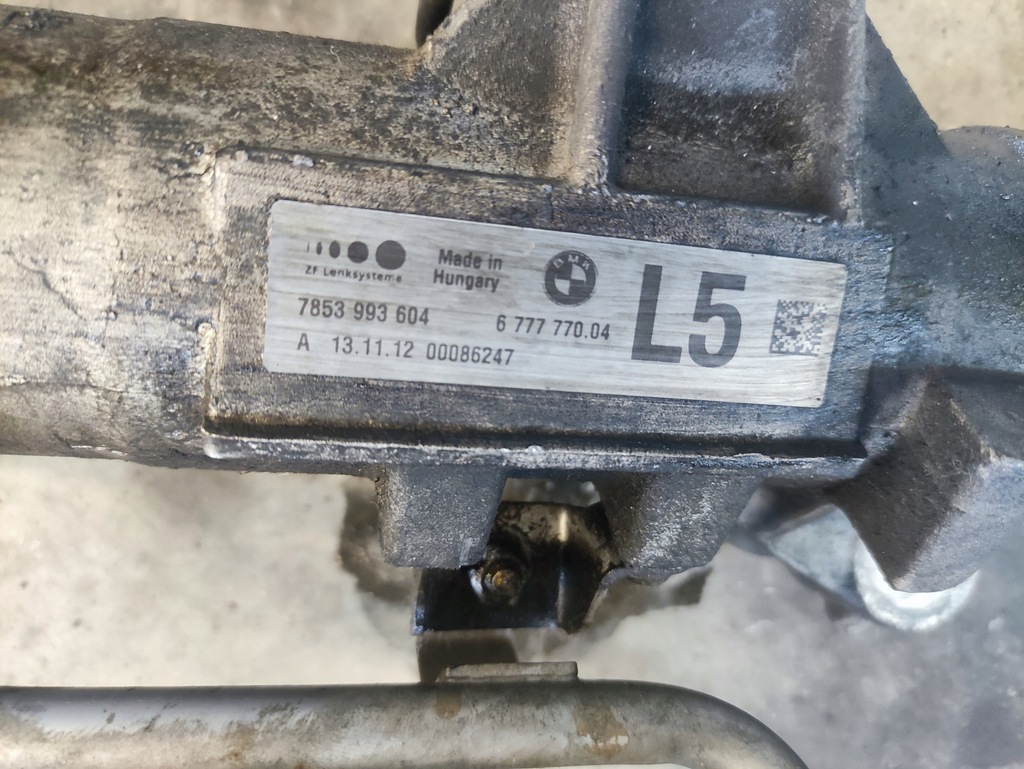 ZF Lenksysteme
Made in
Hungary
BMW
7853 993 604
6 777 770.04
L5
A 13.11.12 00086247